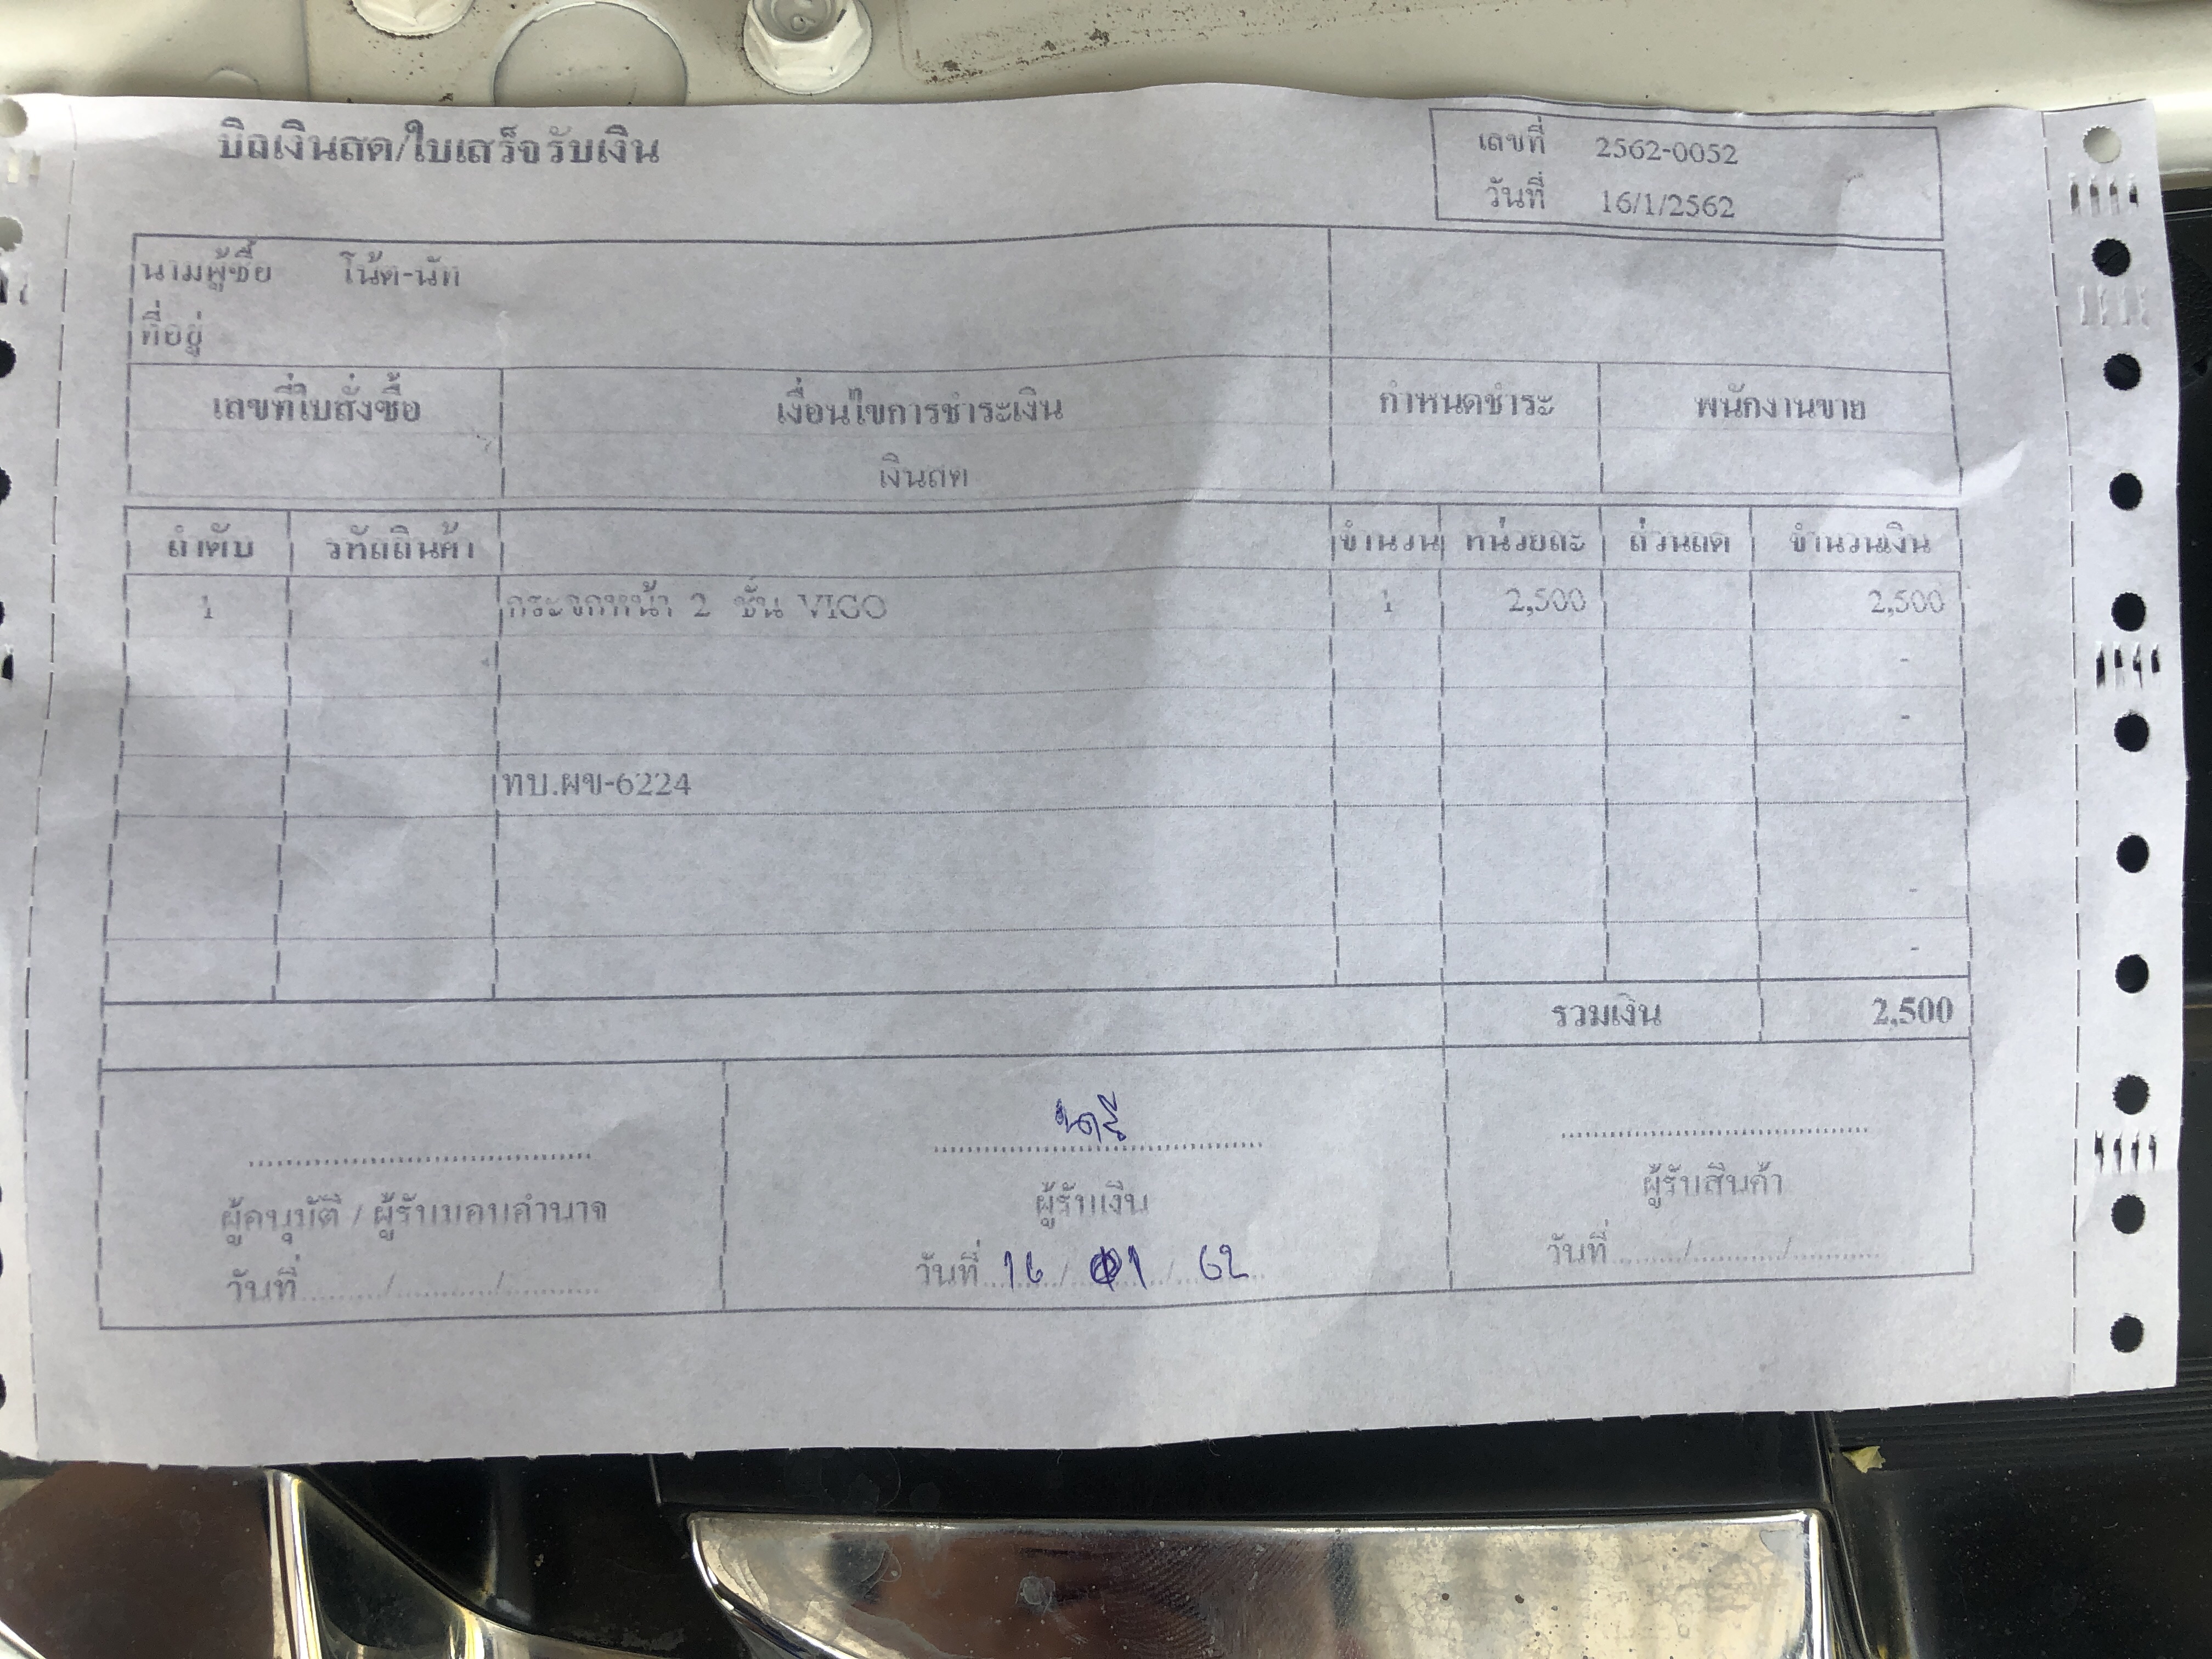 บิลเงินสด/ใบเสร็จรับเงิน
เลขที่ 2562-0052
วันที่ 16/1/2562
นามผู้ซื้อ โน้ต-นัท
ที่อยู่
เลขที่ใบสั่งซื้อ เงื่อนไขการชำระเงิน กำหนดชำระ พนักงานขาย
เงินสด
ลำดับ รหัสสินค้า จำนวน หน่วยละ ส่วนลด จำนวนเงิน
1 กระจกหน้า 2 ชั้น VIGO 1 2,500 2,500
-
-
ทบ.ผข-6224
-
-
รวมเงิน 2,500
ผู้อนุมัติ / ผู้รับมอบอำนาจ ผู้รับเงิน ผู้รับสินค้า
วันที่ ......../............/............ วันที่ 16 / 01 / 62 วันที่ ......../............/...........